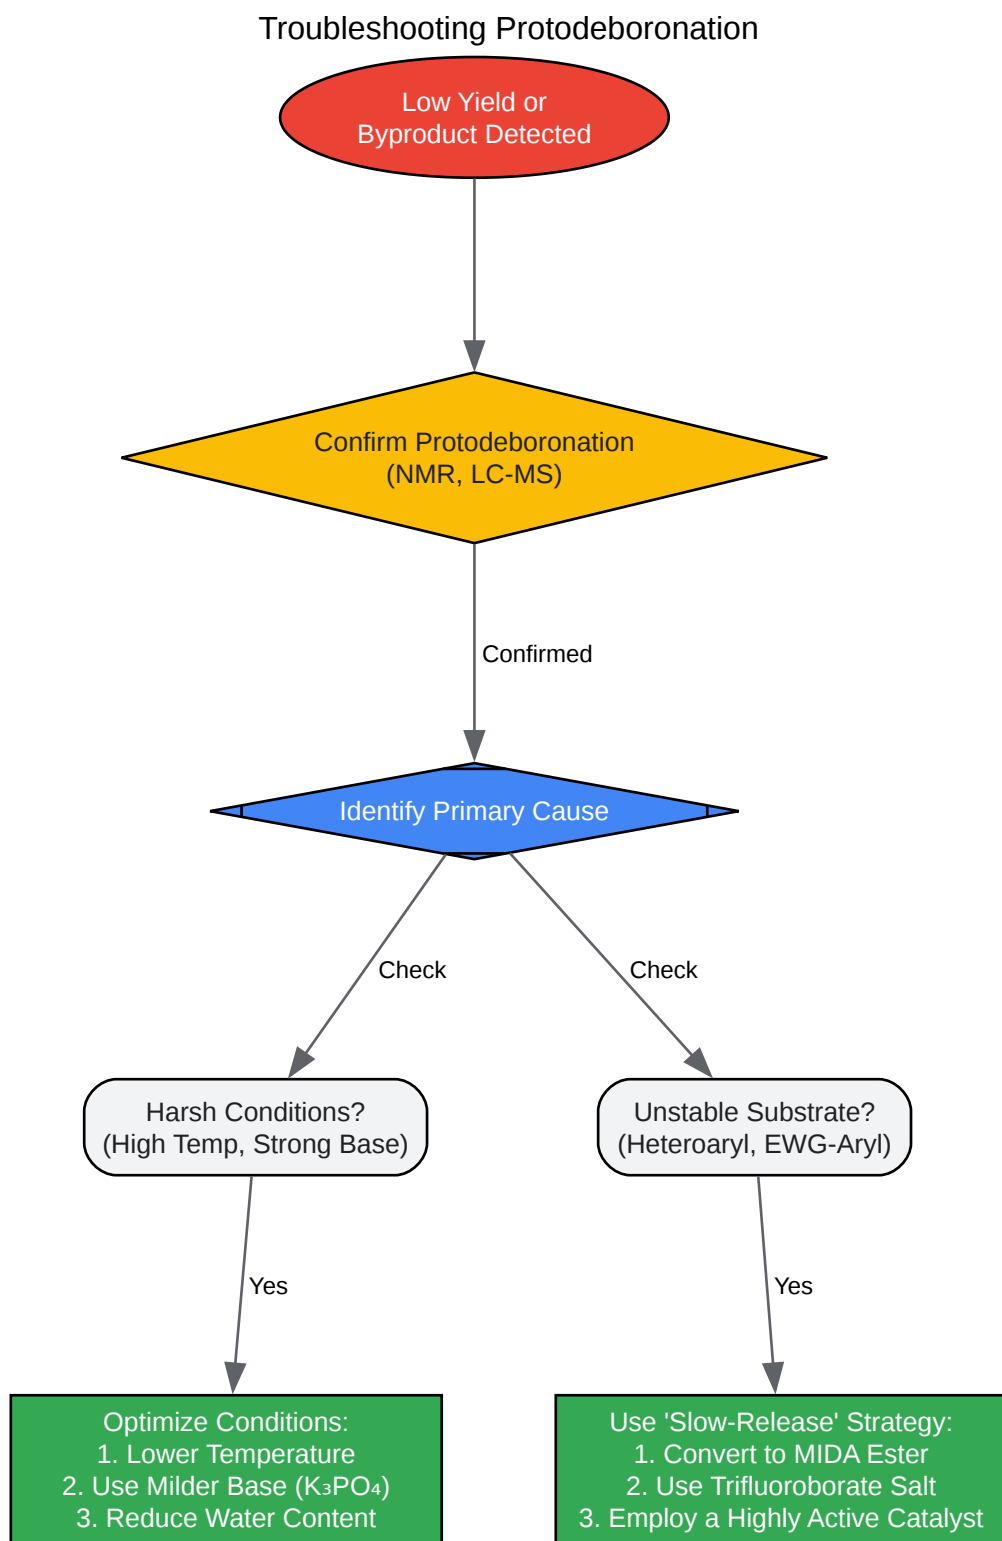 Troubleshooting Protodeboronation
Low Yield or
Byproduct Detected
Confirm Protodeboronation
(NMR, LC-MS)
Confirmed
Identify Primary Cause
Check
Check
Harsh Conditions?
(High Temp, Strong Base)
Unstable Substrate?
(Heteroaryl, EWG-Aryl)
Yes
Yes
Optimize Conditions:
1. Lower Temperature
2. Use Milder Base (K₃PO₄)
3. Reduce Water Content
Use 'Slow-Release' Strategy:
1. Convert to MIDA Ester
2. Use Trifluoroborate Salt
3. Employ a Highly Active Catalyst